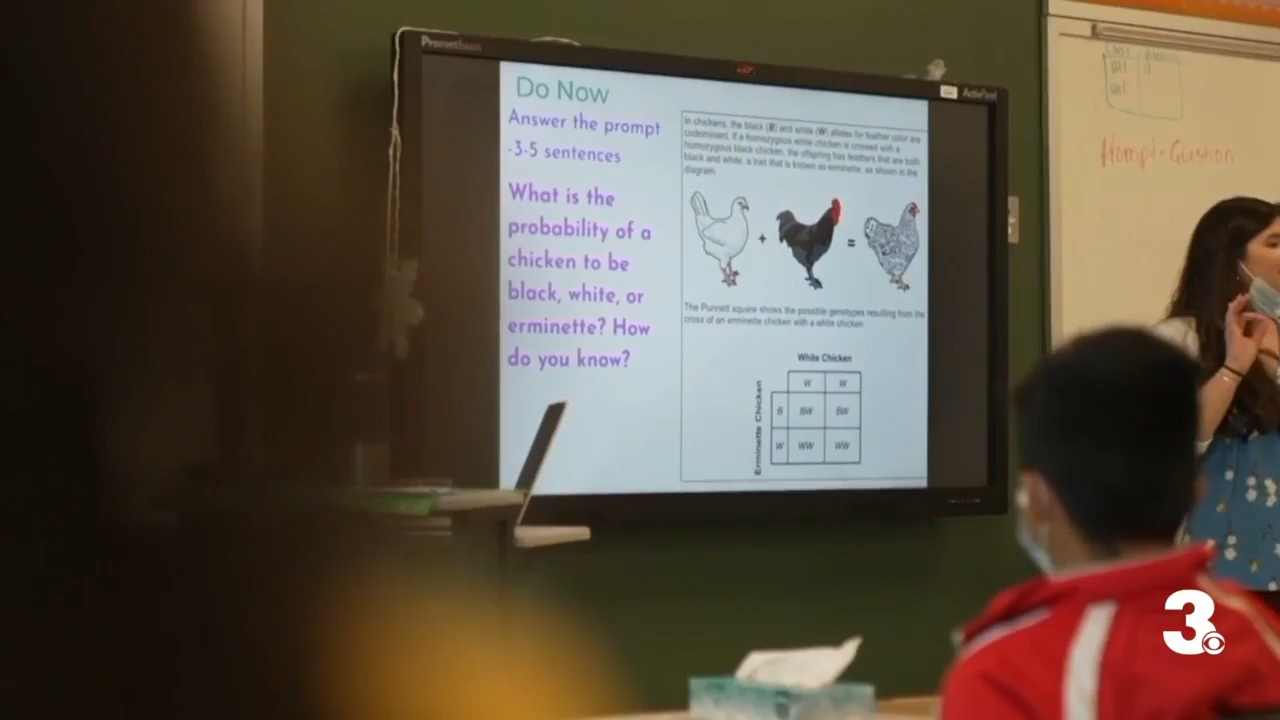 Promethean
ActivPanel
Do Now
Answer the prompt
-3-5 sentences
What is the
probability of a
chicken to be
black, white, or
erminette? How
do you know?
In chickens, the black (B) and white (W) alleles for feather color are
codominant. If a homozygous white chicken is crossed with a
homozygous black chicken, the offspring has feathers that are both
black and white, a trait that is known as erminette, as shown in the
diagram.
+ =
The Punnett square shows the possible genotypes resulting from the
cross of an erminette chicken with a white chicken.
White Chicken
Erminette Chicken
W W
B BW BW
W WW WW
Prompt = Question
3